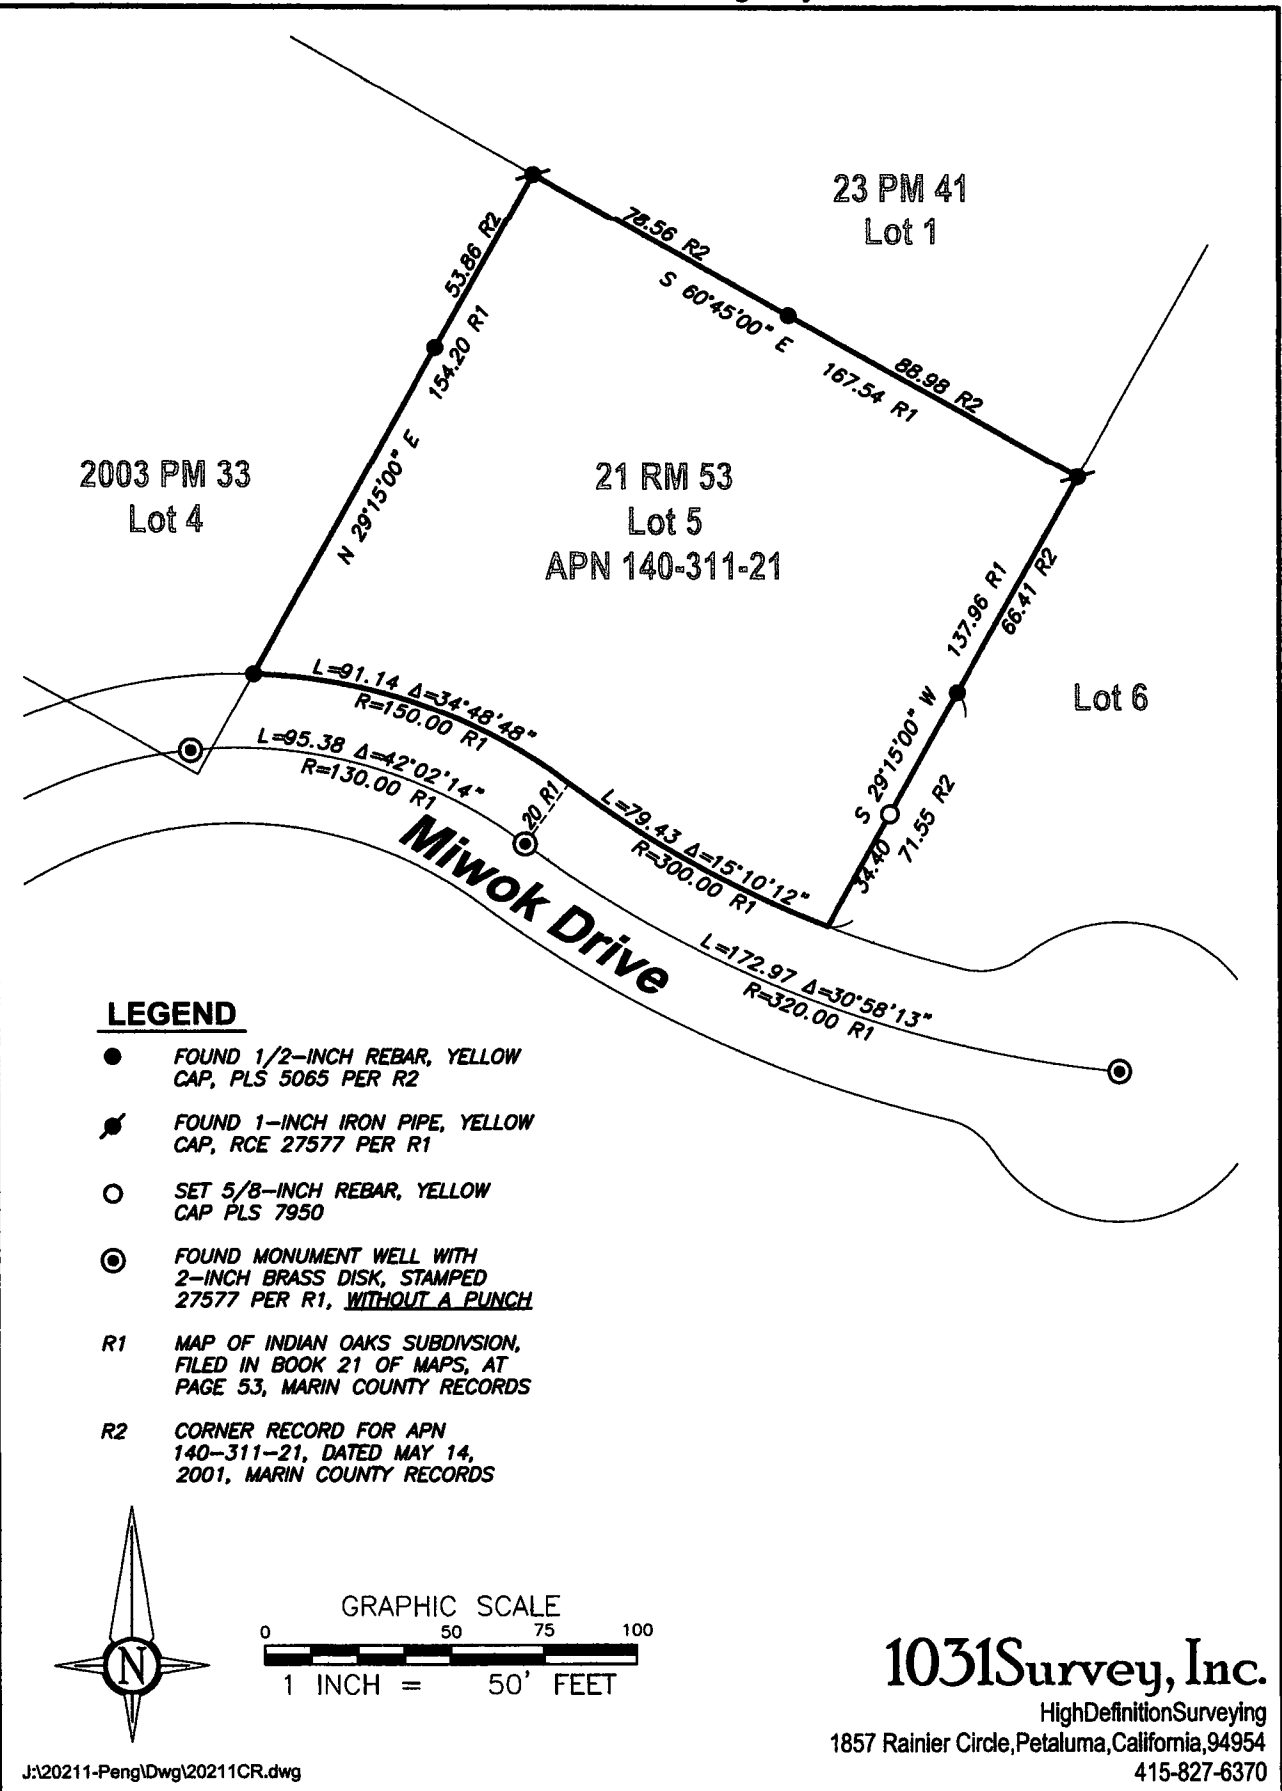 23 PM 41
Lot 1
78.56 R2
S 60°45'00" E
88.98 R2
167.54 R1
53.86 R2
154.20 R1
N 29°15'00" E
2003 PM 33
Lot 4
21 RM 53
Lot 5
APN 140-311-21
137.96 R1
66.41 R2
S 29°15'00" W
71.55 R2
34.40
Lot 6
L=91.14 Δ=34°48'48"
R=150.00 R1
L=95.38 Δ=42°02'14"
R=130.00 R1
20 R1
L=79.43 Δ=15°10'12"
R=300.00 R1
Miwok Drive
L=172.97 Δ=30°58'13"
R=320.00 R1
LEGEND
FOUND 1/2-INCH REBAR, YELLOW
CAP, PLS 5065 PER R2
FOUND 1-INCH IRON PIPE, YELLOW
CAP, RCE 27577 PER R1
SET 5/8-INCH REBAR, YELLOW
CAP PLS 7950
FOUND MONUMENT WELL WITH
2-INCH BRASS DISK, STAMPED
27577 PER R1, WITHOUT A PUNCH
R1 MAP OF INDIAN OAKS SUBDIVSION,
FILED IN BOOK 21 OF MAPS, AT
PAGE 53, MARIN COUNTY RECORDS
R2 CORNER RECORD FOR APN
140-311-21, DATED MAY 14,
2001, MARIN COUNTY RECORDS
N
GRAPHIC SCALE
0 50 75 100
1 INCH = 50' FEET
1031Survey, Inc.
HighDefinitionSurveying
1857 Rainier Circle,Petaluma,California,94954
415-827-6370
J:\20211-Peng\Dwg\20211CR.dwg